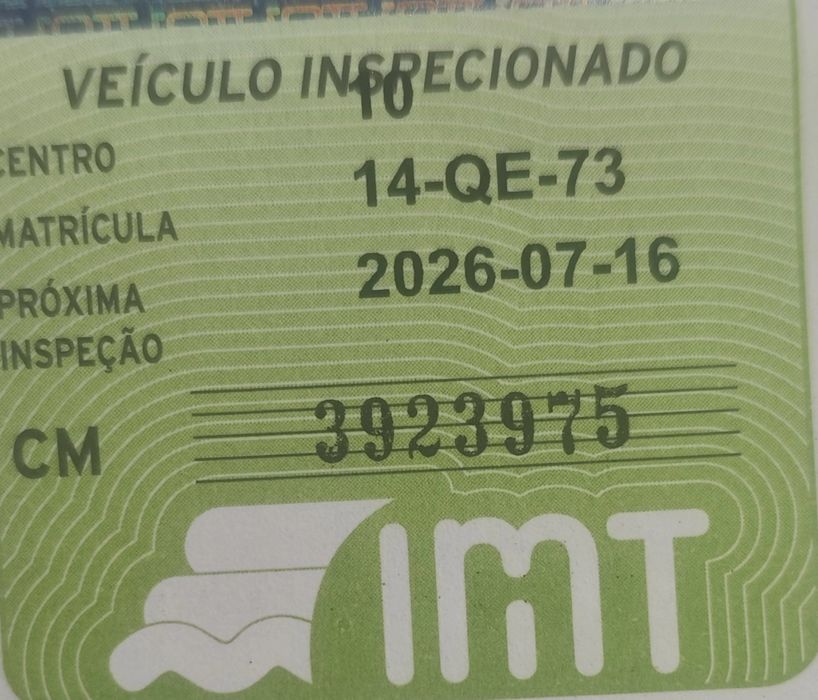 VEÍCULO INSPECIONADO
10
CENTRO
14-QE-73
MATRÍCULA
2026-07-16
PRÓXIMA
INSPEÇÃO
CM 3923975
IMT